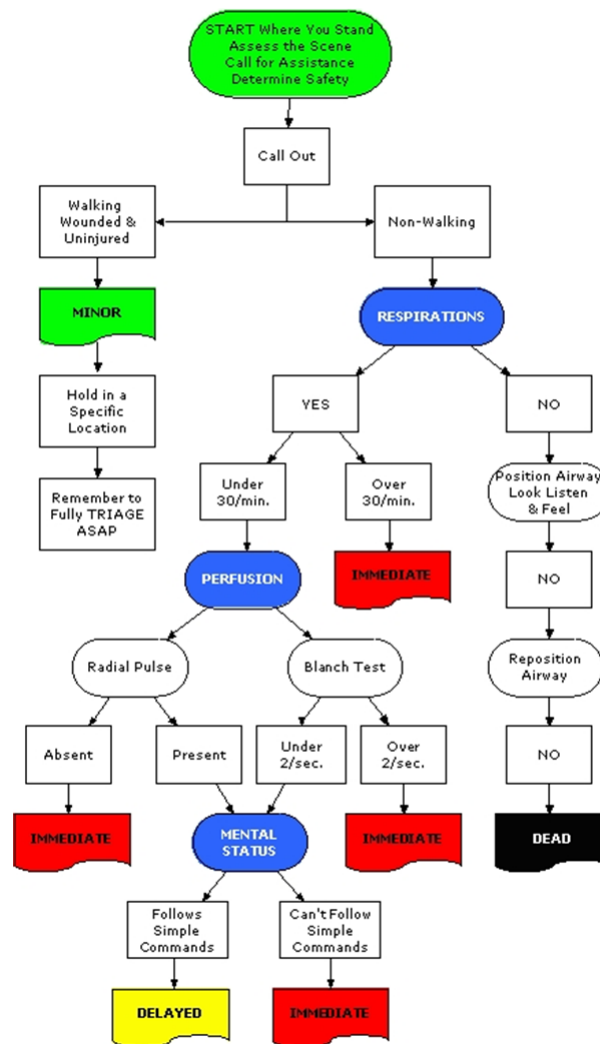 START Where You Stand
Assess the Scene
Call for Assistance
Determine Safety
Call Out
Walking
Wounded &
Uninjured
Non-Walking
MINOR
RESPIRATIONS
Hold in a
Specific
Location
YES
NO
Remember to
Fully TRIAGE
ASAP
Under
30/min.
Over
30/min.
Position Airway
Look Listen
& Feel
PERFUSION
IMMEDIATE
NO
Radial Pulse
Blanch Test
Reposition
Airway
Absent
Present
Under
2/sec.
Over
2/sec.
NO
IMMEDIATE
MENTAL
STATUS
IMMEDIATE
DEAD
Follows
Simple
Commands
Can't Follow
Simple
Commands
DELAYED
IMMEDIATE